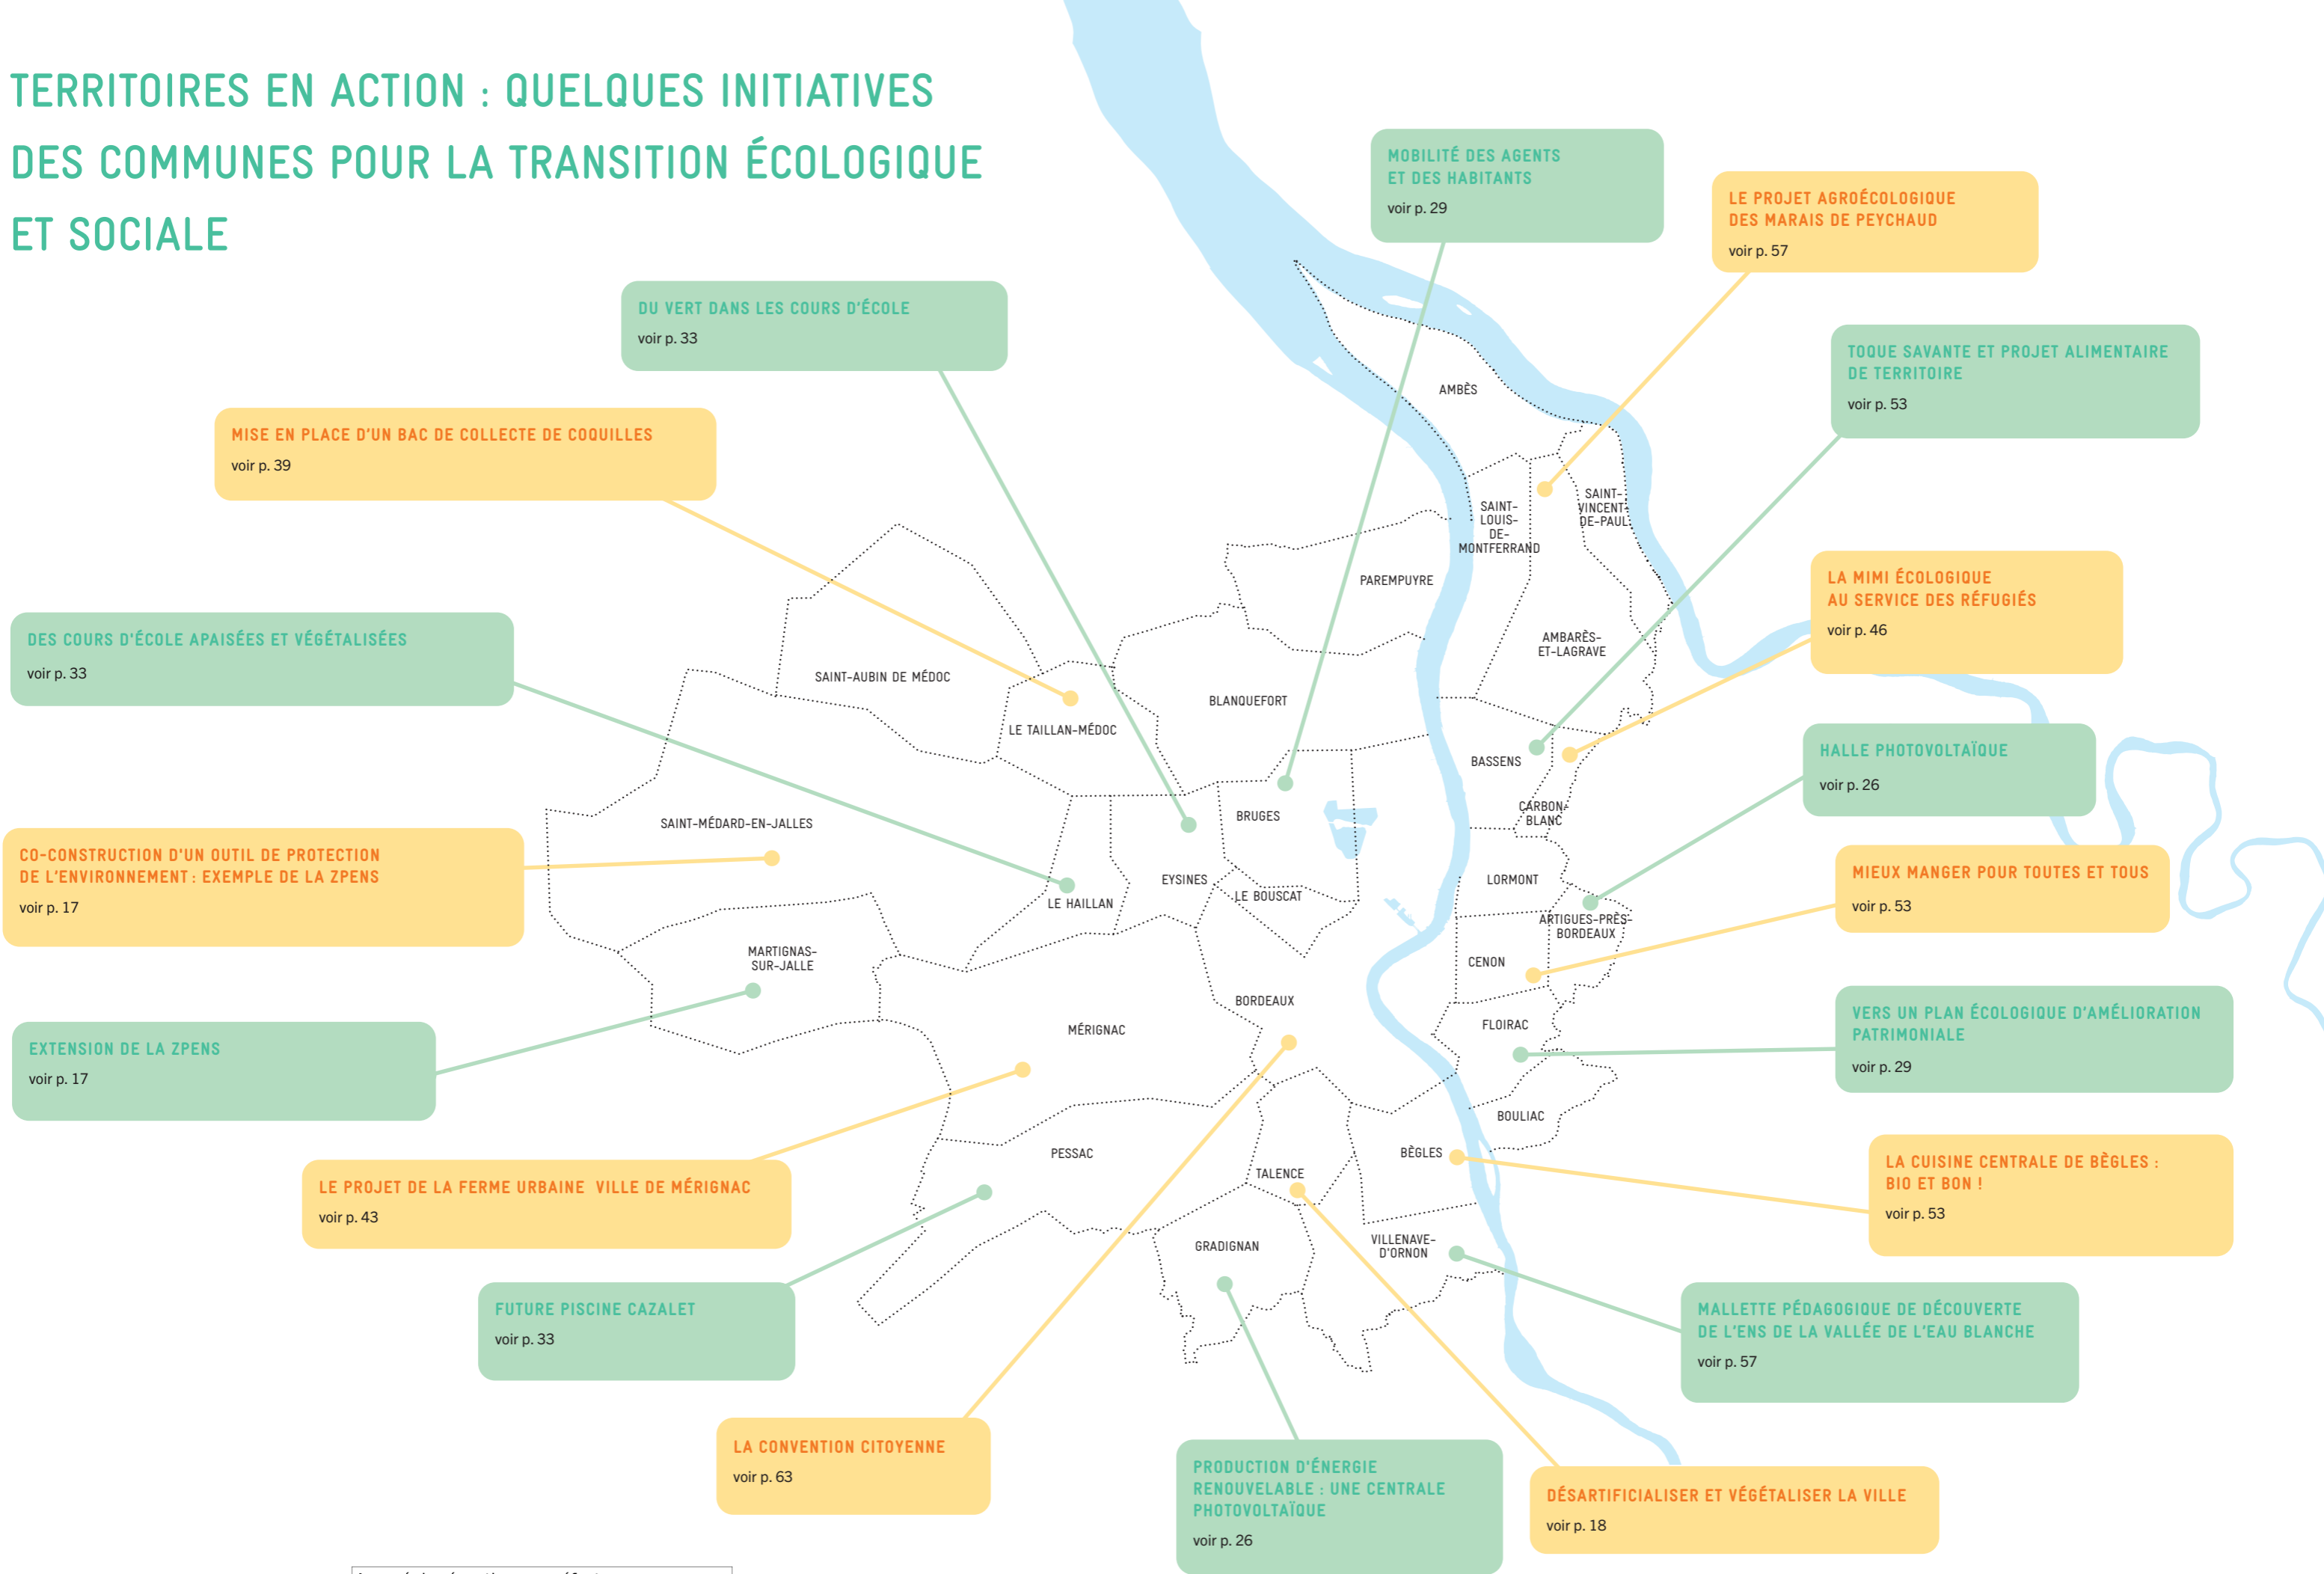 TERRITOIRES EN ACTION : QUELQUES INITIATIVES
DES COMMUNES POUR LA TRANSITION ÉCOLOGIQUE
ET SOCIALE
MOBILITÉ DES AGENTS
ET DES HABITANTS
voir p. 29
LE PROJET AGROÉCOLOGIQUE
DES MARAIS DE PEYCHAUD
voir p. 57
DU VERT DANS LES COURS D'ÉCOLE
voir p. 33
TOQUE SAVANTE ET PROJET ALIMENTAIRE
DE TERRITOIRE
voir p. 53
MISE EN PLACE D'UN BAC DE COLLECTE DE COQUILLES
voir p. 39
LA MIMI ÉCOLOGIQUE
AU SERVICE DES RÉFUGIÉS
voir p. 46
DES COURS D'ÉCOLE APAISÉES ET VÉGÉTALISÉES
voir p. 33
HALLE PHOTOVOLTAÏQUE
voir p. 26
CO-CONSTRUCTION D'UN OUTIL DE PROTECTION
DE L'ENVIRONNEMENT : EXEMPLE DE LA ZPENS
voir p. 17
MIEUX MANGER POUR TOUTES ET TOUS
voir p. 53
EXTENSION DE LA ZPENS
voir p. 17
VERS UN PLAN ÉCOLOGIQUE D'AMÉLIORATION
PATRIMONIALE
voir p. 29
LE PROJET DE LA FERME URBAINE VILLE DE MÉRIGNAC
voir p. 43
LA CUISINE CENTRALE DE BÈGLES :
BIO ET BON !
voir p. 53
FUTURE PISCINE CAZALET
voir p. 33
MALLETTE PÉDAGOGIQUE DE DÉCOUVERTE
DE L'ENS DE LA VALLÉE DE L'EAU BLANCHE
voir p. 57
LA CONVENTION CITOYENNE
voir p. 63
PRODUCTION D'ÉNERGIE
RENOUVELABLE : UNE CENTRALE
PHOTOVOLTAÏQUE
voir p. 26
DÉSARTIFICIALISER ET VÉGÉTALISER LA VILLE
voir p. 18
AMBÈS
SAINT-
LOUIS-
DE-
MONTFERRAND
SAINT-
VINCENT-
DE-PAUL
PAREMPUYRE
AMBARÈS-
ET-LAGRAVE
SAINT-AUBIN DE MÉDOC
BLANQUEFORT
LE TAILLAN-MÉDOC
BASSENS
CARBON-
BLANC
SAINT-MÉDARD-EN-JALLES
BRUGES
EYSINES
LE BOUSCAT
LE HAILLAN
LORMONT
ARTIGUES-PRÈS-
BORDEAUX
MARTIGNAS-
SUR-JALLE
CENON
BORDEAUX
MÉRIGNAC
FLOIRAC
BOULIAC
PESSAC
BÈGLES
TALENCE
GRADIGNAN
VILLENAVE-
D'ORNON